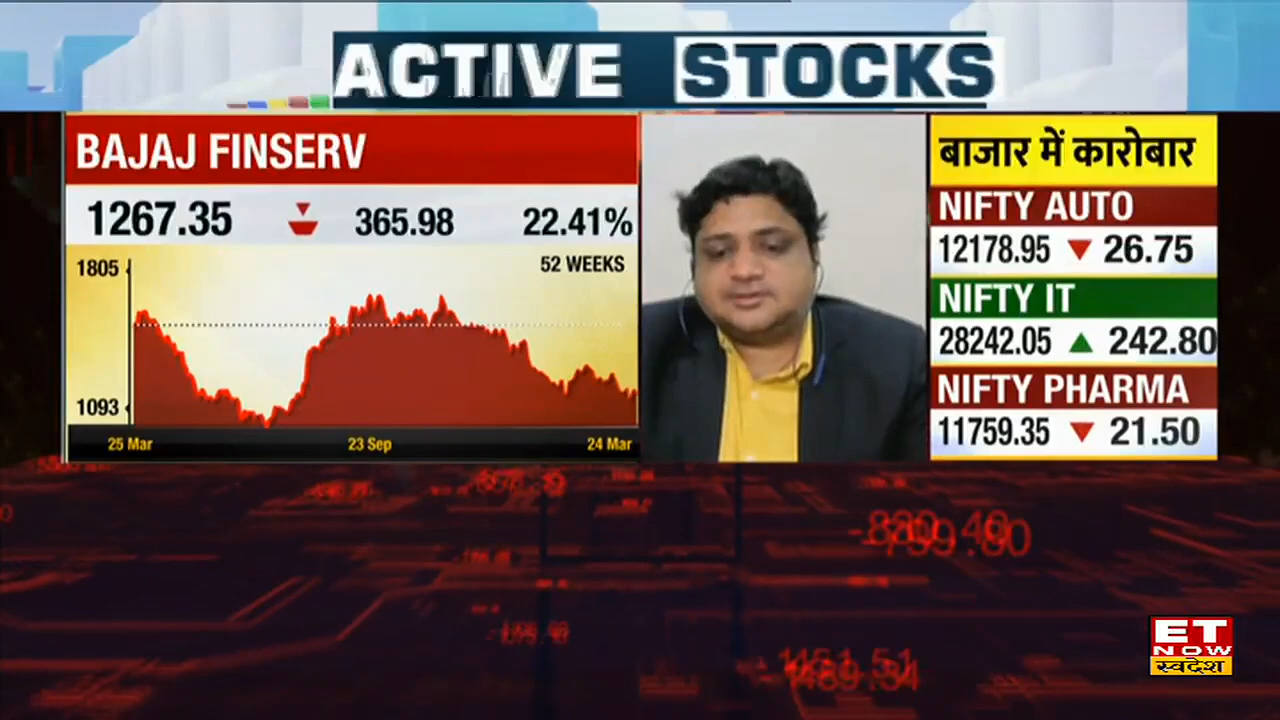 ACTIVE STOCKS
BAJAJ FINSERV
1267.35 365.98 22.41%
52 WEEKS
1805
1093
25 Mar 23 Sep 24 Mar
बाजार में कारोबार
NIFTY AUTO
12178.95 26.75
NIFTY IT
28242.05 242.80
NIFTY PHARMA
11759.35 21.50
ET
NOW
स्वदेश